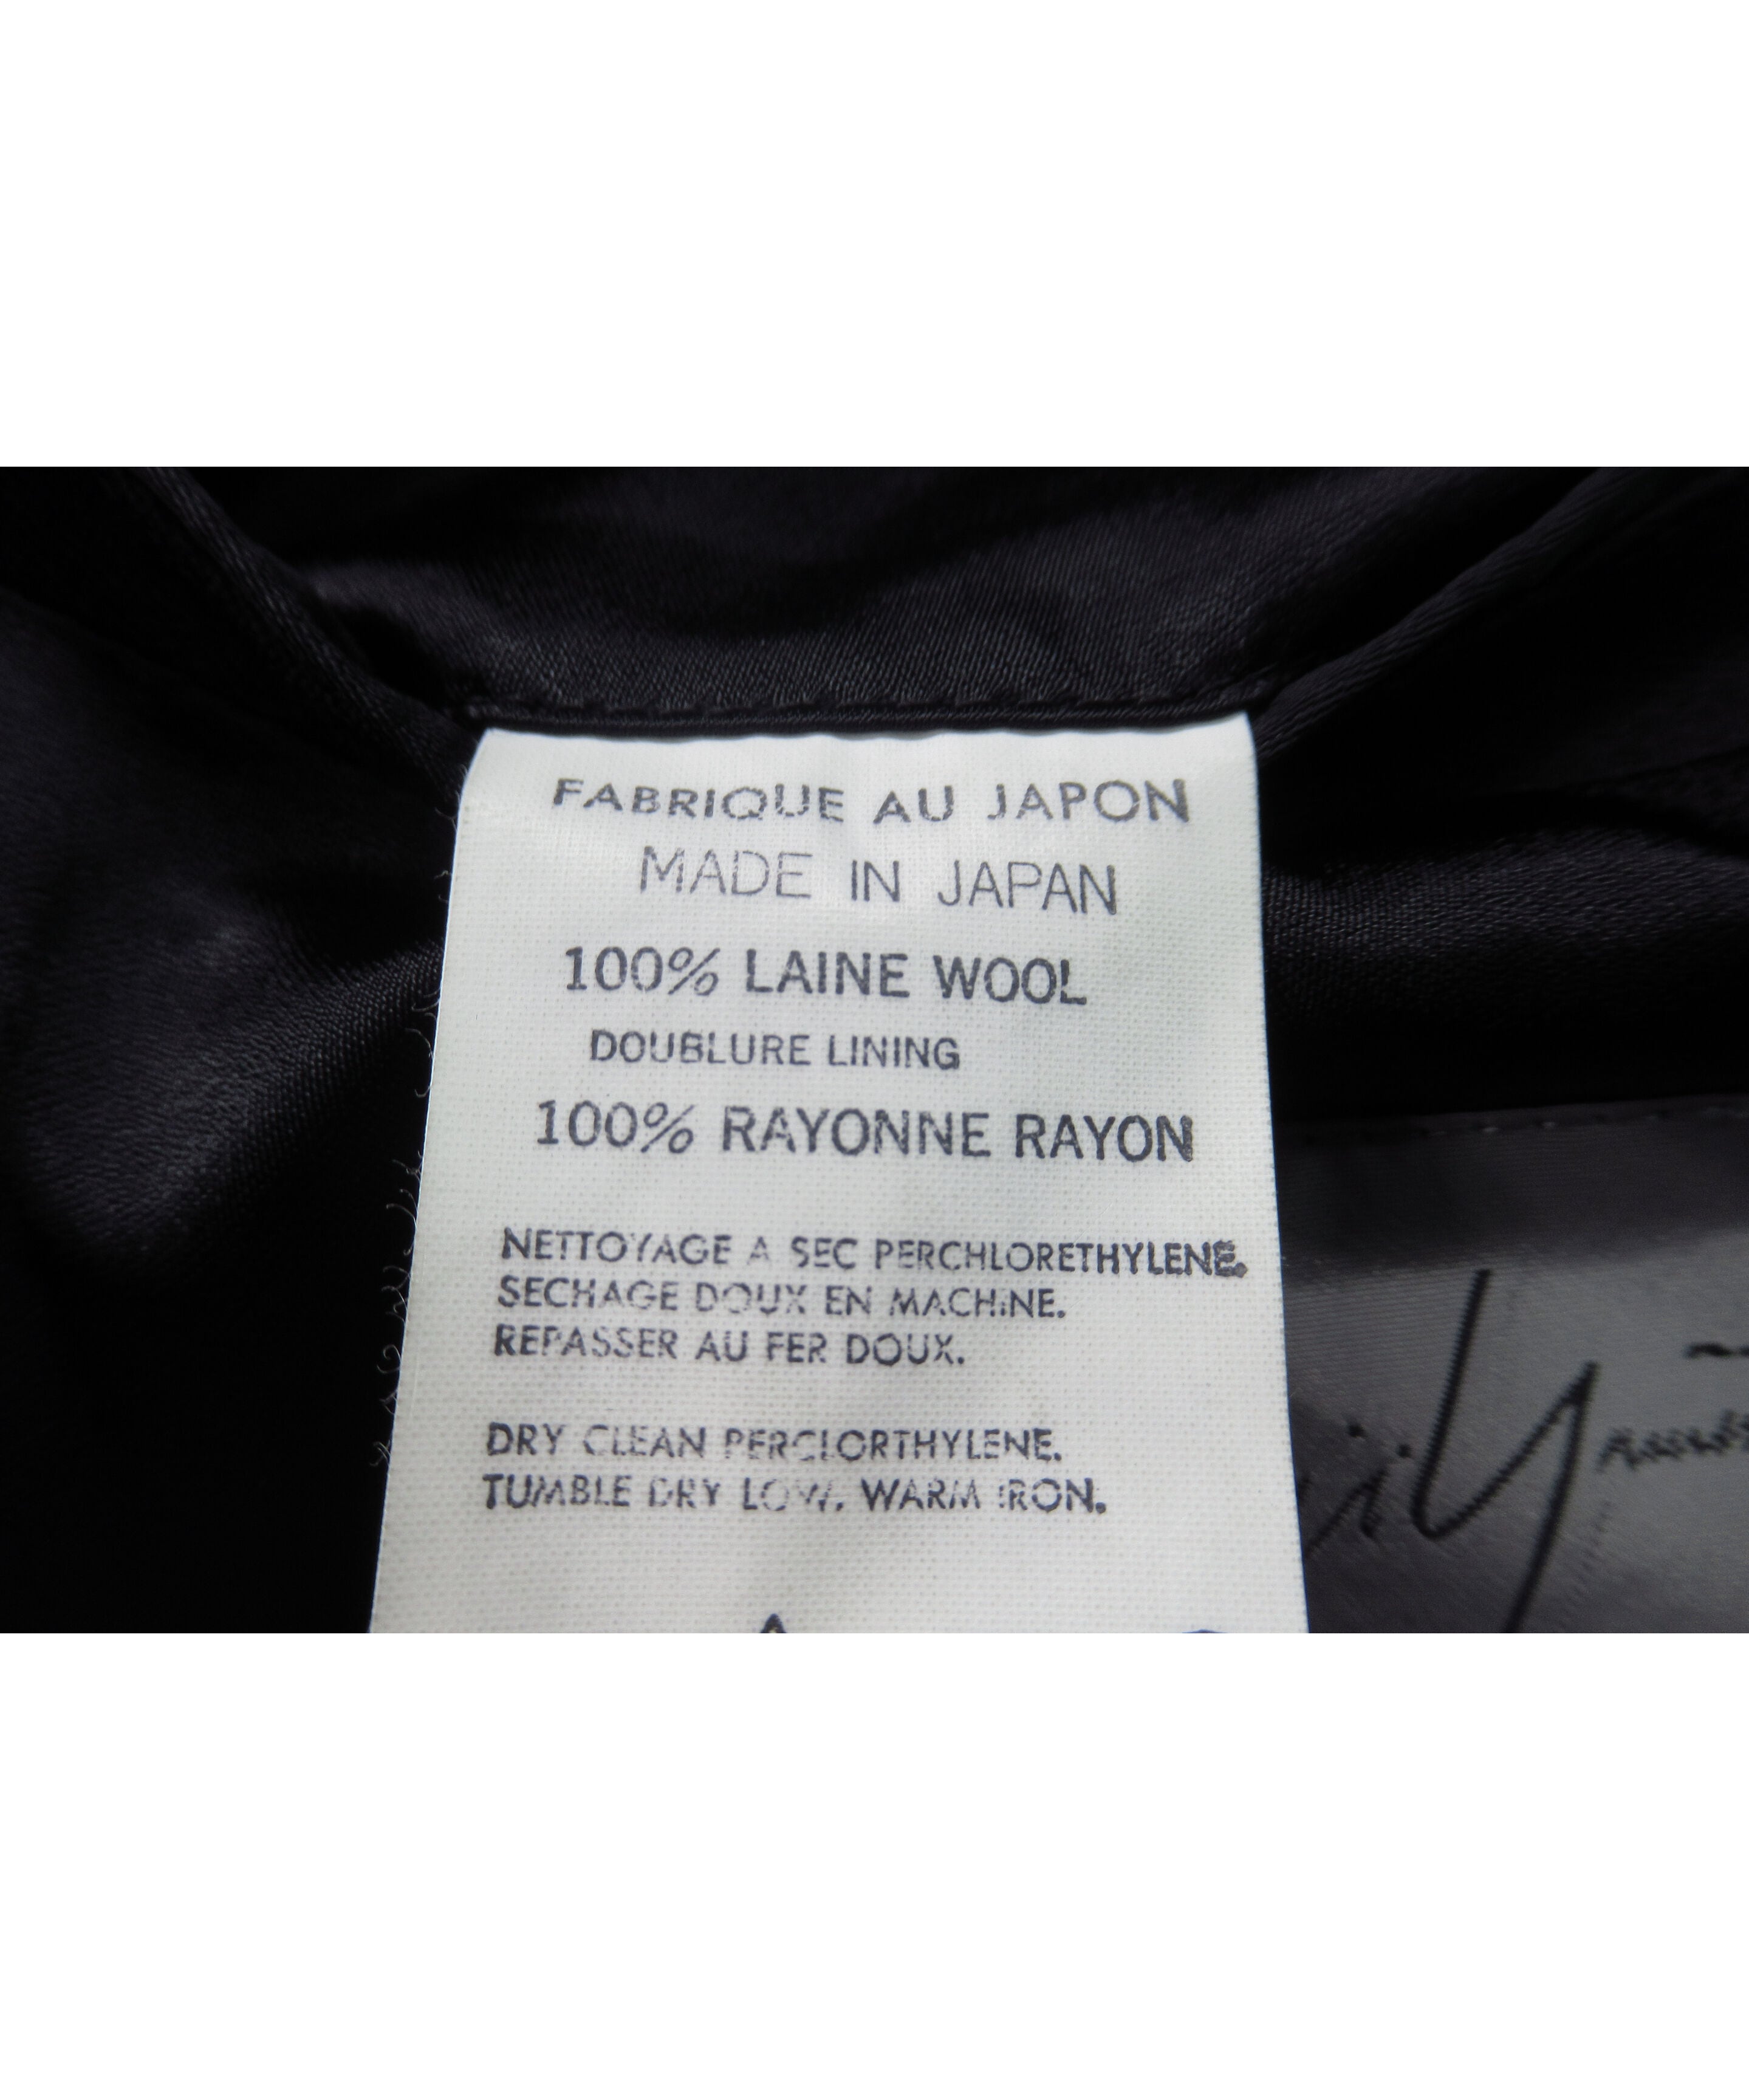 FABRIQUE AU JAPON
MADE IN JAPAN
100% LAINE WOOL
DOUBLURE LINING
100% RAYONNE RAYON
NETTOYAGE A SEC PERCHLORETHYLENE.
SECHAGE DOUX EN MACHINE.
REPASSER AU FER DOUX.
DRY CLEAN PERCLORTHYLENE.
TUMBLE DRY LOW. WARM IRON.